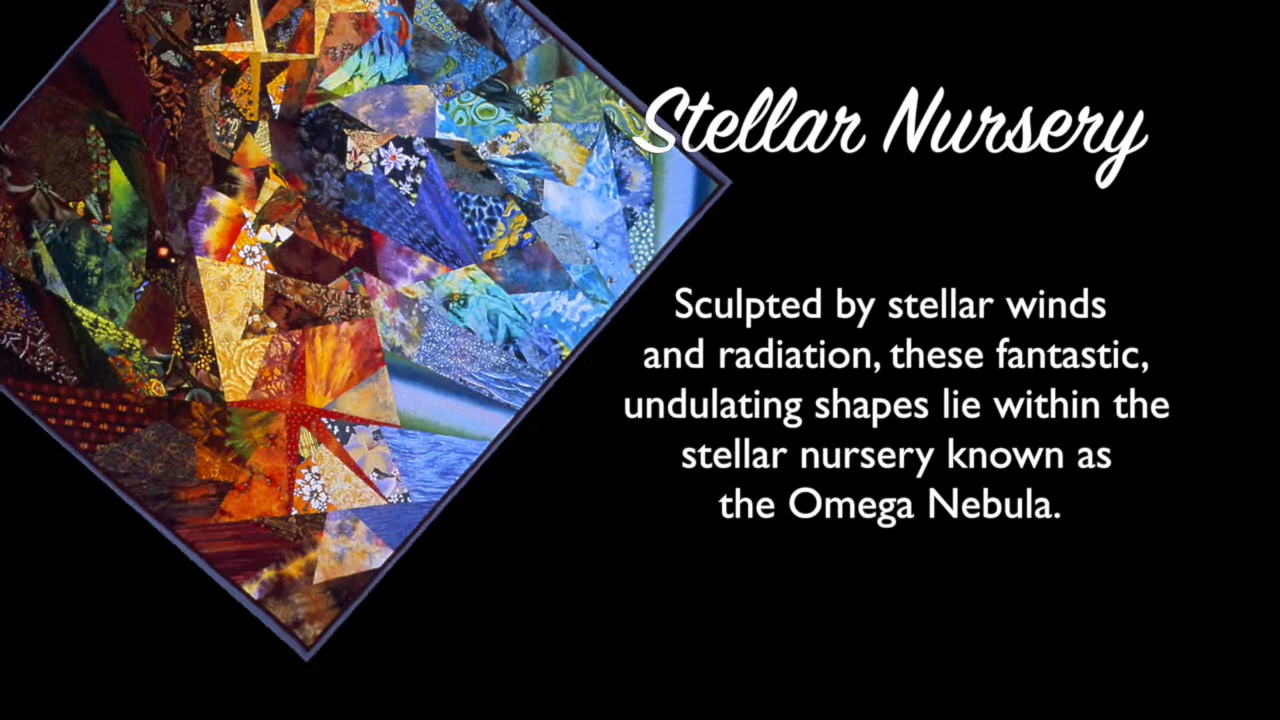 Stellar Nursery
Sculpted by stellar winds
and radiation, these fantastic,
undulating shapes lie within the
stellar nursery known as
the Omega Nebula.